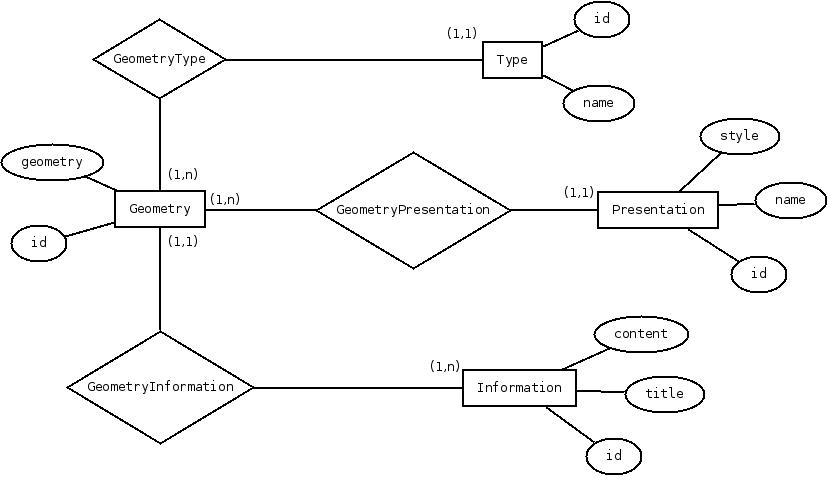 id
(1,1)
GeometryType
Type
name
style
geometry
(1,n)
(1,n)
(1,1)
name
Geometry
GeometryPresentation
Presentation
id
(1,1)
id
content
(1,n)
GeometryInformation
Information
title
id